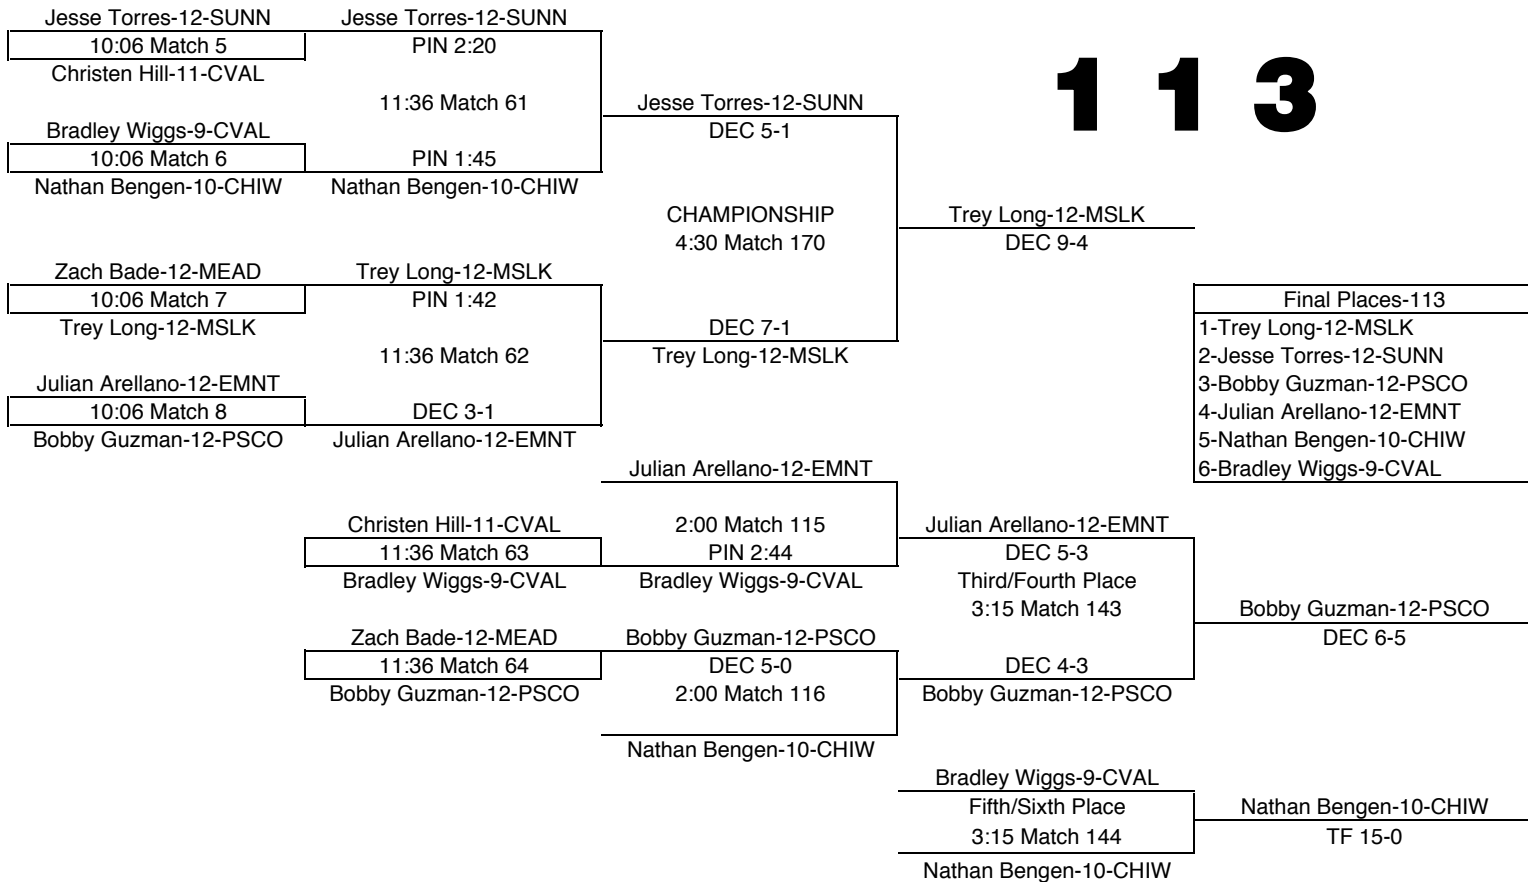 Jesse Torres-12-SUNN
10:06 Match 5
Christen Hill-11-CVAL
Bradley Wiggs-9-CVAL
10:06 Match 6
Nathan Bengen-10-CHIW
Zach Bade-12-MEAD
10:06 Match 7
Trey Long-12-MSLK
Julian Arellano-12-EMNT
10:06 Match 8
Bobby Guzman-12-PSCO
Jesse Torres-12-SUNN
PIN 2:20
11:36 Match 61
PIN 1:45
Nathan Bengen-10-CHIW
Trey Long-12-MSLK
PIN 1:42
11:36 Match 62
DEC 3-1
Julian Arellano-12-EMNT
Christen Hill-11-CVAL
11:36 Match 63
Bradley Wiggs-9-CVAL
Zach Bade-12-MEAD
11:36 Match 64
Bobby Guzman-12-PSCO
Jesse Torres-12-SUNN
DEC 5-1
CHAMPIONSHIP
4:30 Match 170
DEC 7-1
Trey Long-12-MSLK
Julian Arellano-12-EMNT
2:00 Match 115
PIN 2:44
Bradley Wiggs-9-CVAL
Bobby Guzman-12-PSCO
DEC 5-0
2:00 Match 116
Nathan Bengen-10-CHIW
Trey Long-12-MSLK
DEC 9-4
Julian Arellano-12-EMNT
DEC 5-3
Third/Fourth Place
3:15 Match 143
DEC 4-3
Bobby Guzman-12-PSCO
Bradley Wiggs-9-CVAL
Fifth/Sixth Place
3:15 Match 144
Nathan Bengen-10-CHIW
1 1 3
Final Places-113
1-Trey Long-12-MSLK
2-Jesse Torres-12-SUNN
3-Bobby Guzman-12-PSCO
4-Julian Arellano-12-EMNT
5-Nathan Bengen-10-CHIW
6-Bradley Wiggs-9-CVAL
Bobby Guzman-12-PSCO
DEC 6-5
Nathan Bengen-10-CHIW
TF 15-0